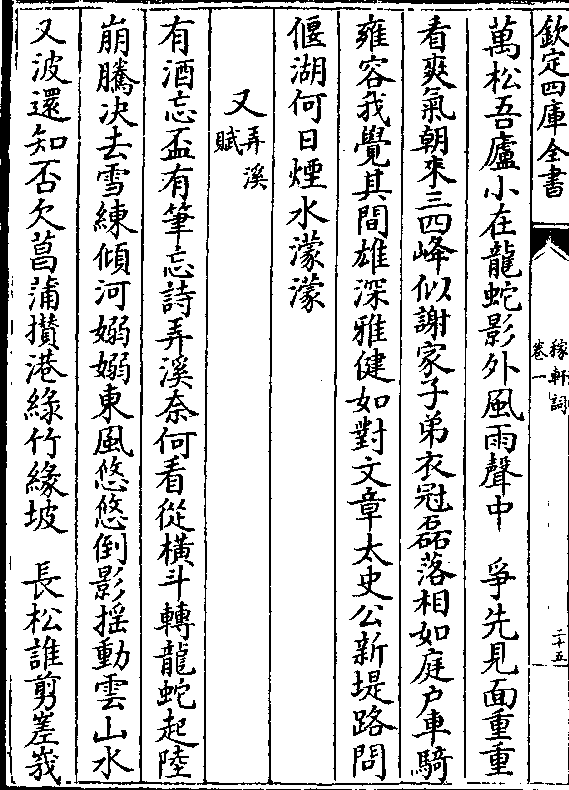 欽定四庫全書
稼軒詞
卷一
二十五
萬松吾廬小在龍蛇影外風雨聲中　爭先見面重重
看爽氣朝來三四峰似謝家子弟衣冠磊落相如庭户車騎
雍容我覺其間雄深雅健如對文章太史公新堤路問
偃湖何日煙水濛濛
又弄溪賦
有酒忘盃有筆忘詩弄溪奈何看從橫斗轉龍蛇起陸
崩騰决去雪練傾河嫋嫋東風悠悠倒影摇動雲山水
又波還知否欠菖蒲攢港綠竹緣坡　長松誰剪嵳峩